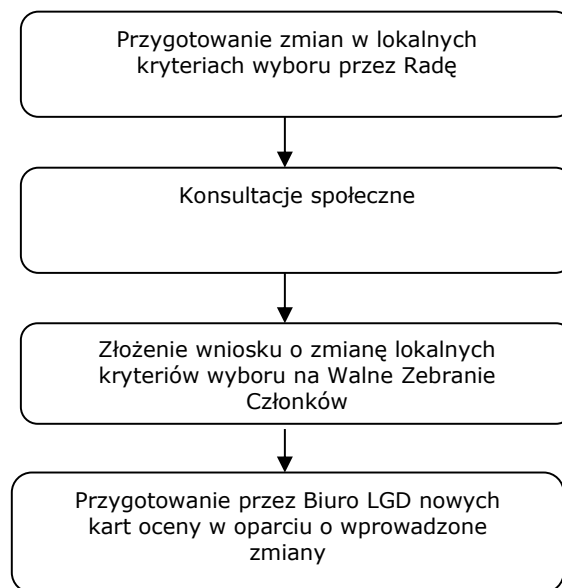 Przygotowanie zmian w lokalnych
kryteriach wyboru przez Radę
Konsultacje społeczne
Złożenie wniosku o zmianę lokalnych
kryteriów wyboru na Walne Zebranie
Członków
Przygotowanie przez Biuro LGD nowych
kart oceny w oparciu o wprowadzone
zmiany